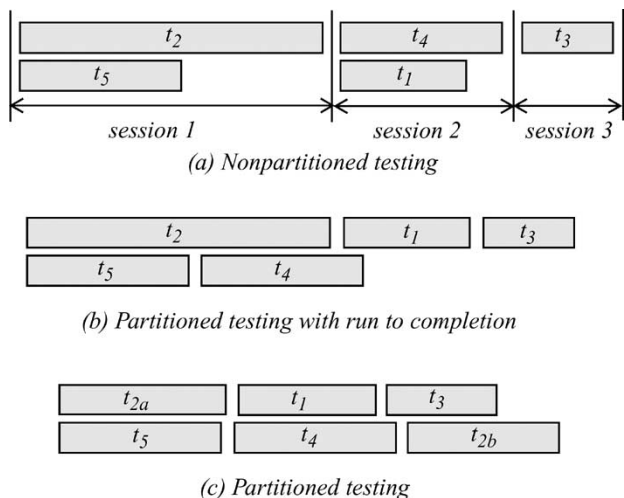 t2 t4 t3
t5 t1
session 1 session 2 session 3
(a) Nonpartitioned testing
t2 t1 t3
t5 t4
(b) Partitioned testing with run to completion
t2a t1 t3
t5 t4 t2b
(c) Partitioned testing